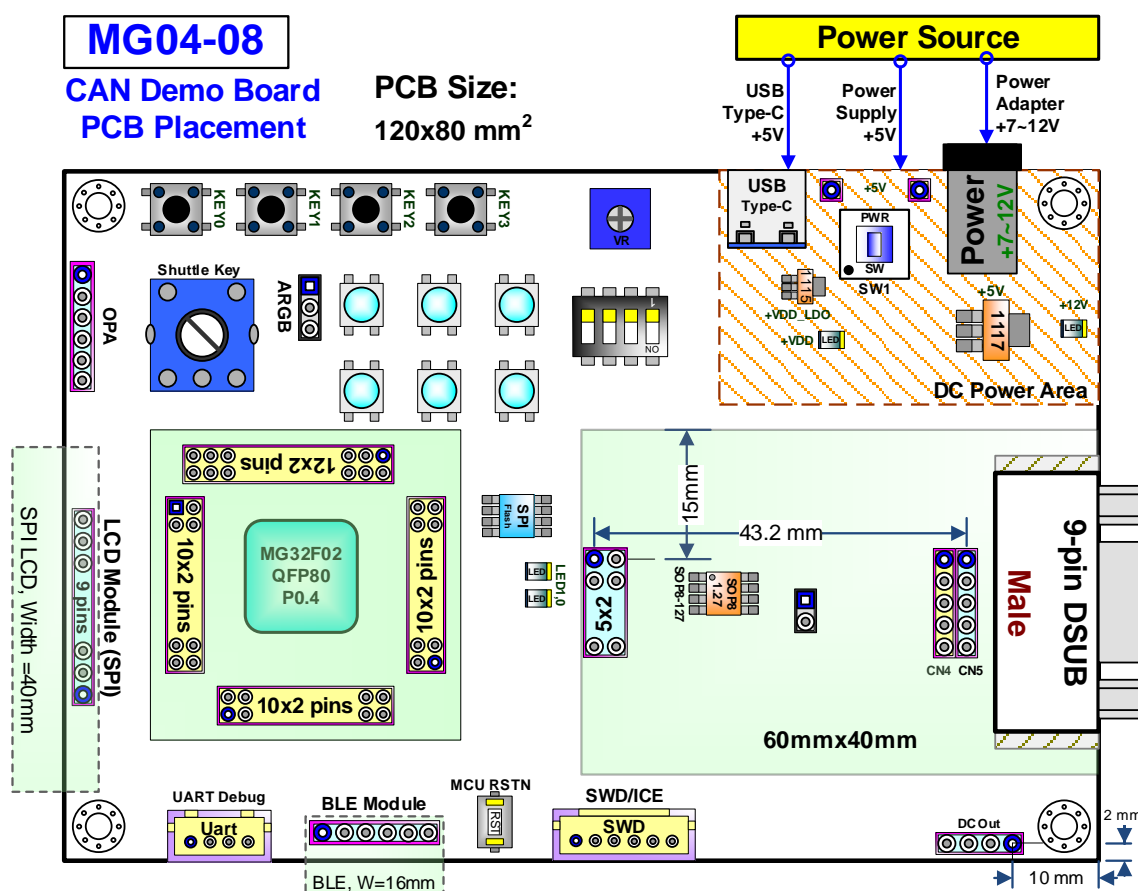 MG04-08
CAN Demo Board
PCB Placement
PCB Size:
120x80 mm²
Power Source
USB
Type-C
+5V
Power
Supply
+5V
Power
Adapter
+7~12V
KEY0
KEY1
KEY2
KEY3
VR
USB
Type-C
+5V
PWR
SW
SW1
Power
+7~12V
OPA
Shuttle Key
ARGB
1
NO
1115
+VDD_LDO
+VDD
LED
+5V
1117
+12V
LED
DC Power Area
SPI LCD, Width =40mm
9 pins
LCD Module (SPI)
12x2 pins
10x2 pins
MG32F02
QFP80
P0.4
10x2 pins
10x2 pins
SPI
Flash
LED
LED
LED1,0
15mm
43.2 mm
5x2
SOP8-127
SOP8
1.27
CN4
CN5
Male
9-pin DSUB
60mmx40mm
UART Debug
Uart
BLE Module
BLE, W=16mm
MCU RSTN
RST
SWD/ICE
SWD
DC Out
2 mm
10 mm